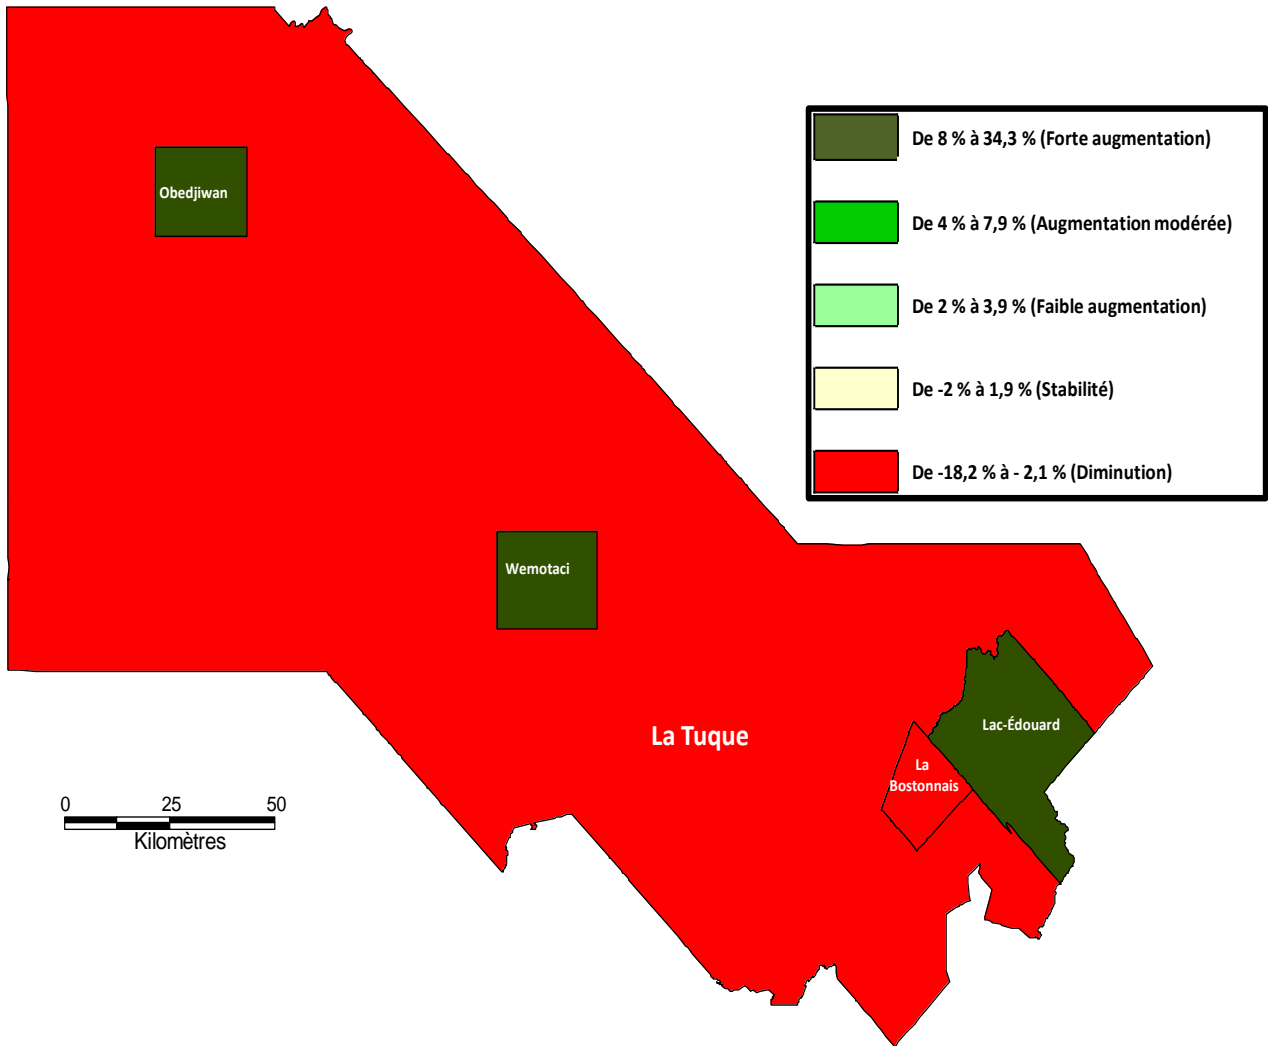 Obedjiwan
Wemotaci
La Tuque
Lac-Édouard
La
Bostonnais
De 8 % à 34,3 % (Forte augmentation)
De 4 % à 7,9 % (Augmentation modérée)
De 2 % à 3,9 % (Faible augmentation)
De -2 % à 1,9 % (Stabilité)
De -18,2 % à - 2,1 % (Diminution)
0 25 50
Kilomètres